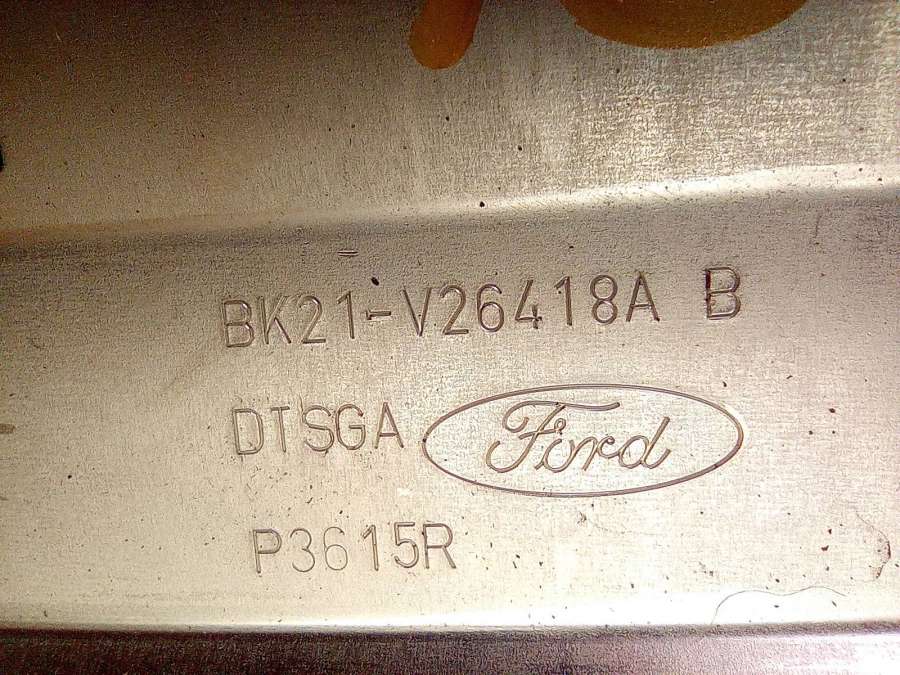 BK21-V26418A B
DTSGA Ford
P3615R